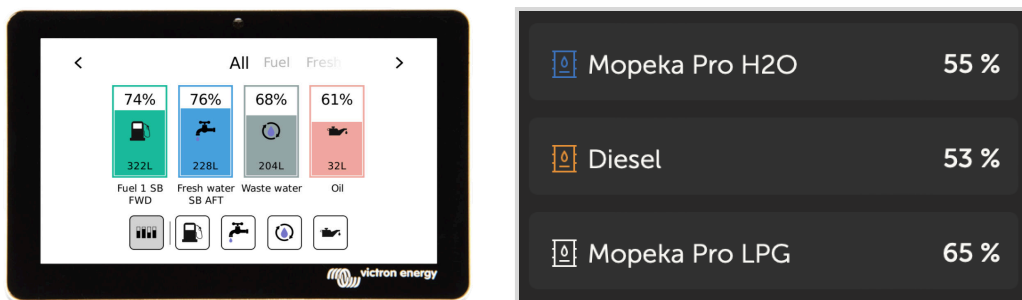 All Fuel Fresh
74% 76% 68% 61%
322L 228L 204L 32L
Fuel 1 SB Fresh water Waste water Oil
FWD SB AFT
victron energy
Mopeka Pro H2O 55 %
Diesel 53 %
Mopeka Pro LPG 65 %